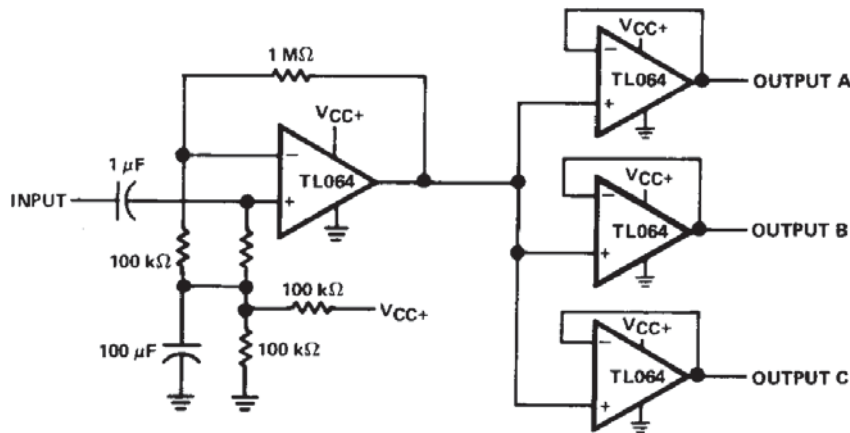 1 MΩ
VCC+
−
TL064
+
1 μF
INPUT
100 kΩ
100 kΩ
VCC+
100 μF
100 kΩ
VCC+
−
TL064
+
OUTPUT A
VCC+
−
TL064
+
OUTPUT B
VCC+
−
TL064
+
OUTPUT C